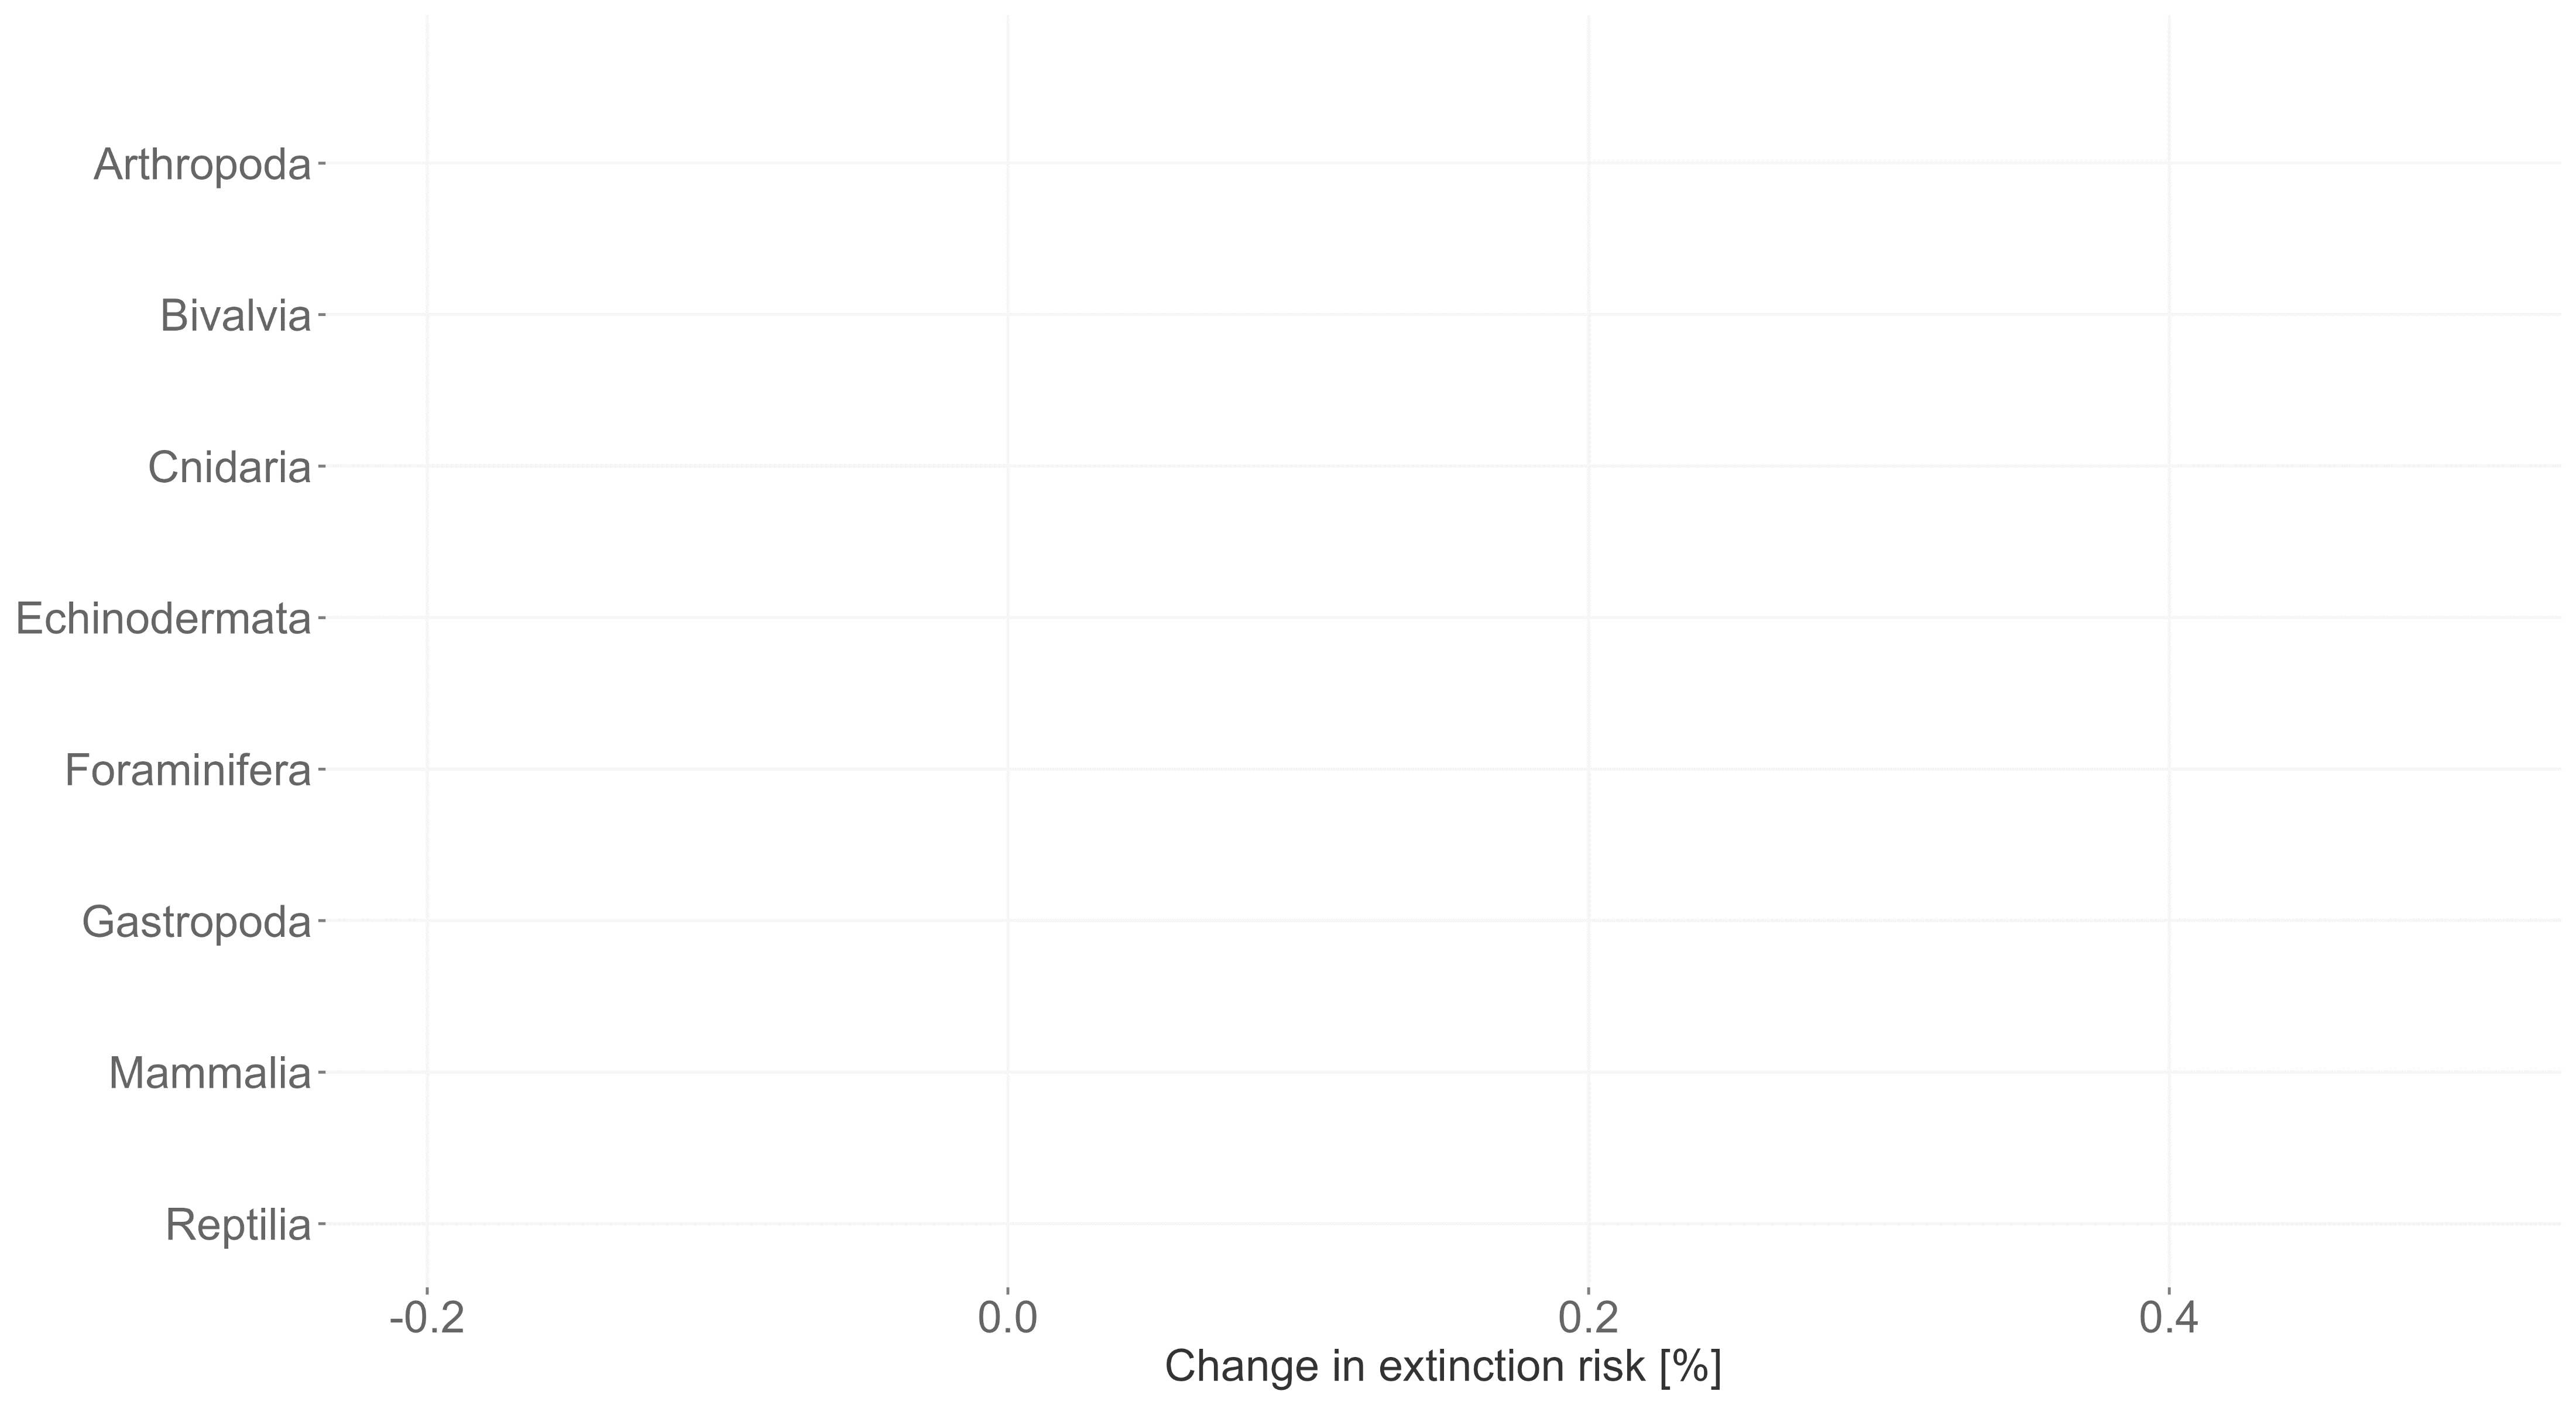 Arthropoda
Bivalvia
Cnidaria
Echinodermata
Foraminifera
Gastropoda
Mammalia
Reptilia
-0.2 0.0 0.2 0.4
Change in extinction risk [%]